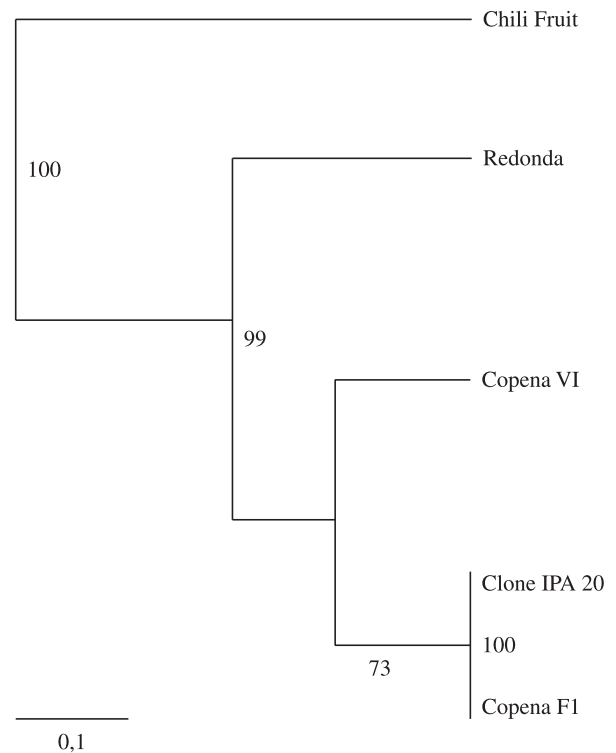 Chili Fruit
Redonda
100
99
Copena VI
Clone IPA 20
100
73
Copena F1
0,1